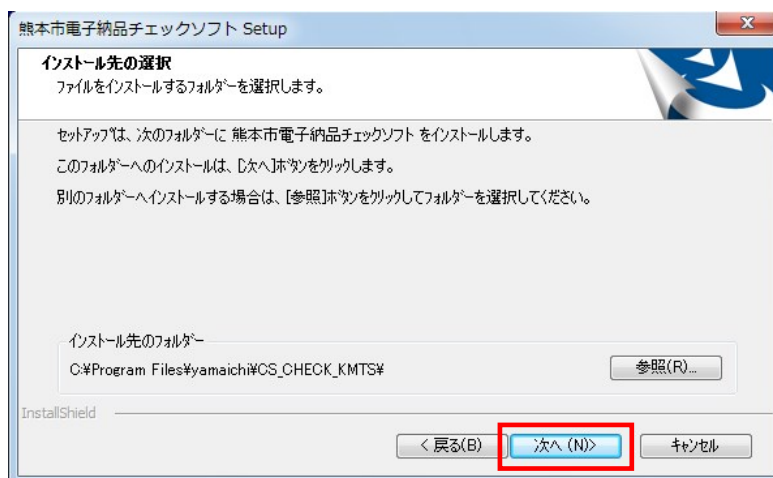 熊本市電子納品チェックソフト Setup
インストール先の選択
ファイルをインストールするフォルダーを選択します。
セットアップは、次のフォルダーに 熊本市電子納品チェックソフト をインストールします。
このフォルダーへのインストールは、[次へ]ボタンをクリックします。
別のフォルダーへインストールする場合は、[参照]ボタンをクリックしてフォルダーを選択してください。
インストール先のフォルダー
C:¥Program Files¥yamaichi¥CS_CHECK_KMTS¥
参照(R)...
InstallShield
< 戻る(B)
次へ (N)>
キャンセル